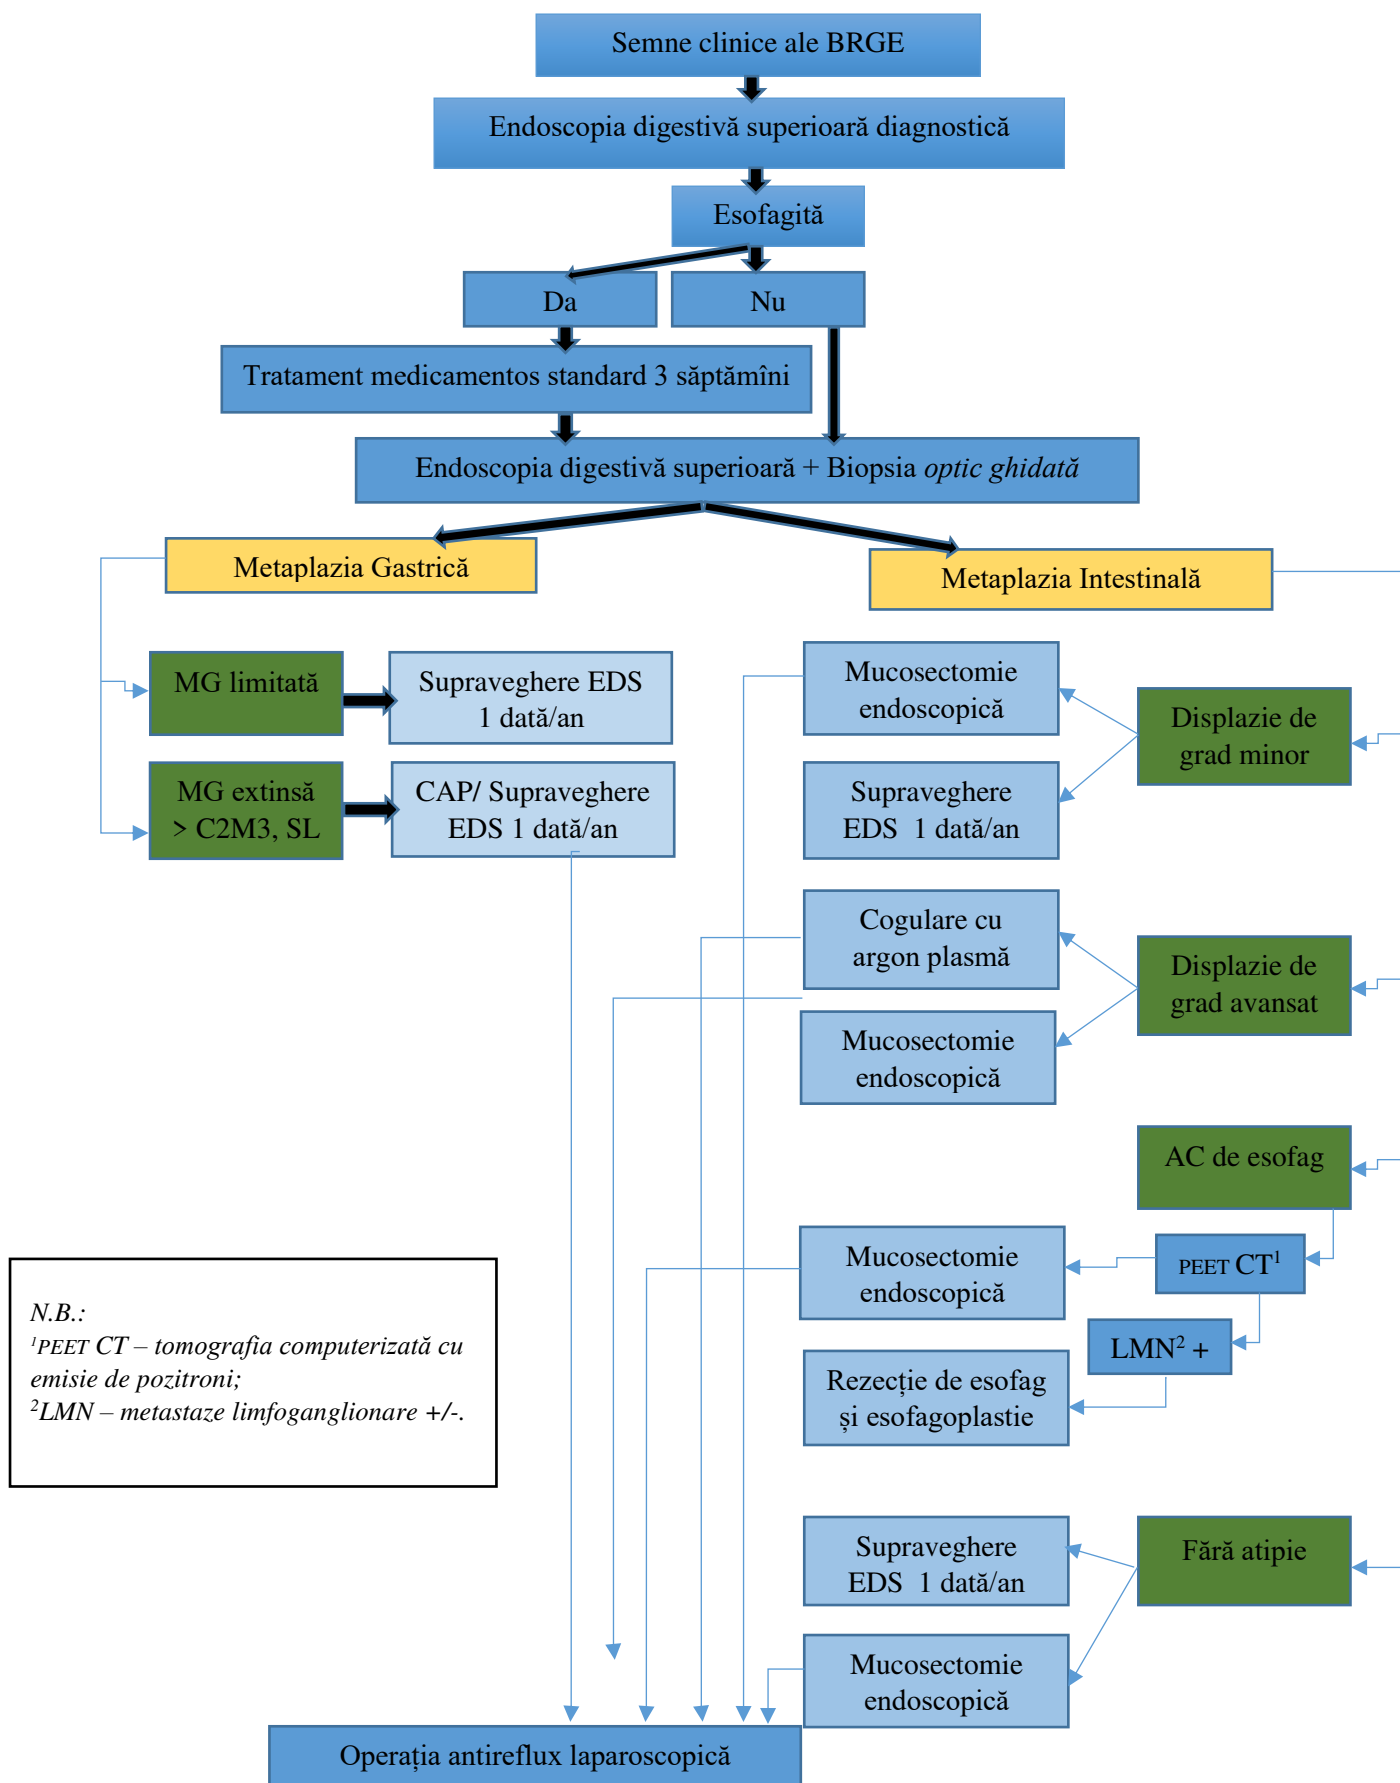 Semne clinice ale BRGE
Endoscopia digestivă superioară diagnostică
Esofagită
Da
Nu
Tratament medicamentos standard 3 săptămîni
Endoscopia digestivă superioară + Biopsia optic ghidată
Metaplazia Gastrică
Metaplazia Intestinală
MG limitată
Supraveghere EDS
1 dată/an
MG extinsă
> C2M3, SL
CAP/ Supraveghere
EDS 1 dată/an
Mucosectomie
endoscopică
Displazie de
grad minor
Supraveghere
EDS 1 dată/an
Cogulare cu
argon plasmă
Displazie de
grad avansat
Mucosectomie
endoscopică
AC de esofag
Mucosectomie
endoscopică
PEET CT¹
LMN² +
Rezecție de esofag
și esofagoplastie
N.B.:
¹PEET CT – tomografia computerizată cu
emisie de pozitroni;
²LMN – metastaze limfoganglionare +/-.
Supraveghere
EDS 1 dată/an
Fără atipie
Mucosectomie
endoscopică
Operația antireflux laparoscopică